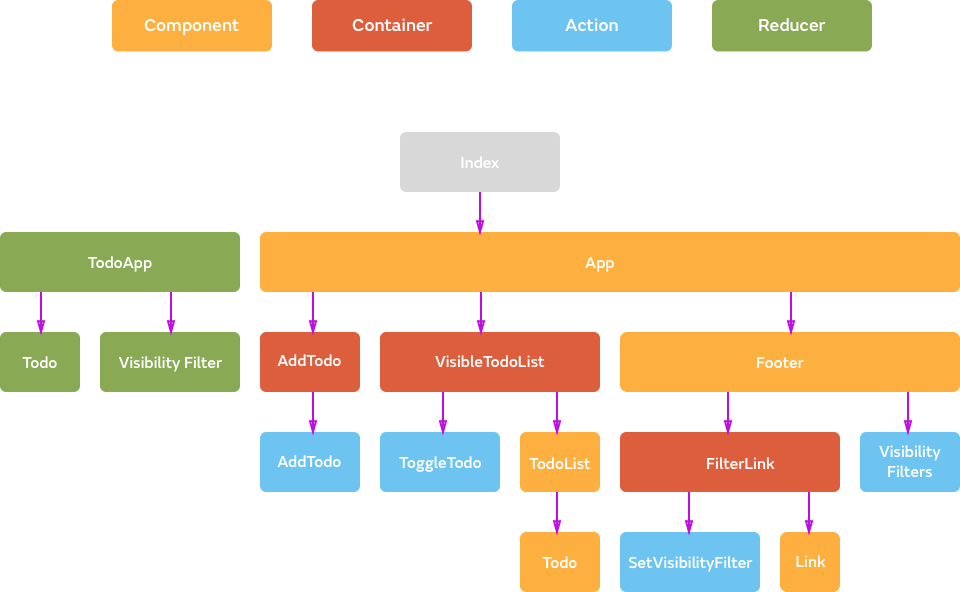 Component
Container
Action
Reducer
Index
TodoApp
App
Todo
Visibility Filter
AddTodo
VisibleTodoList
Footer
AddTodo
ToggleTodo
TodoList
FilterLink
Visibility
Filters
Todo
SetVisibilityFilter
Link